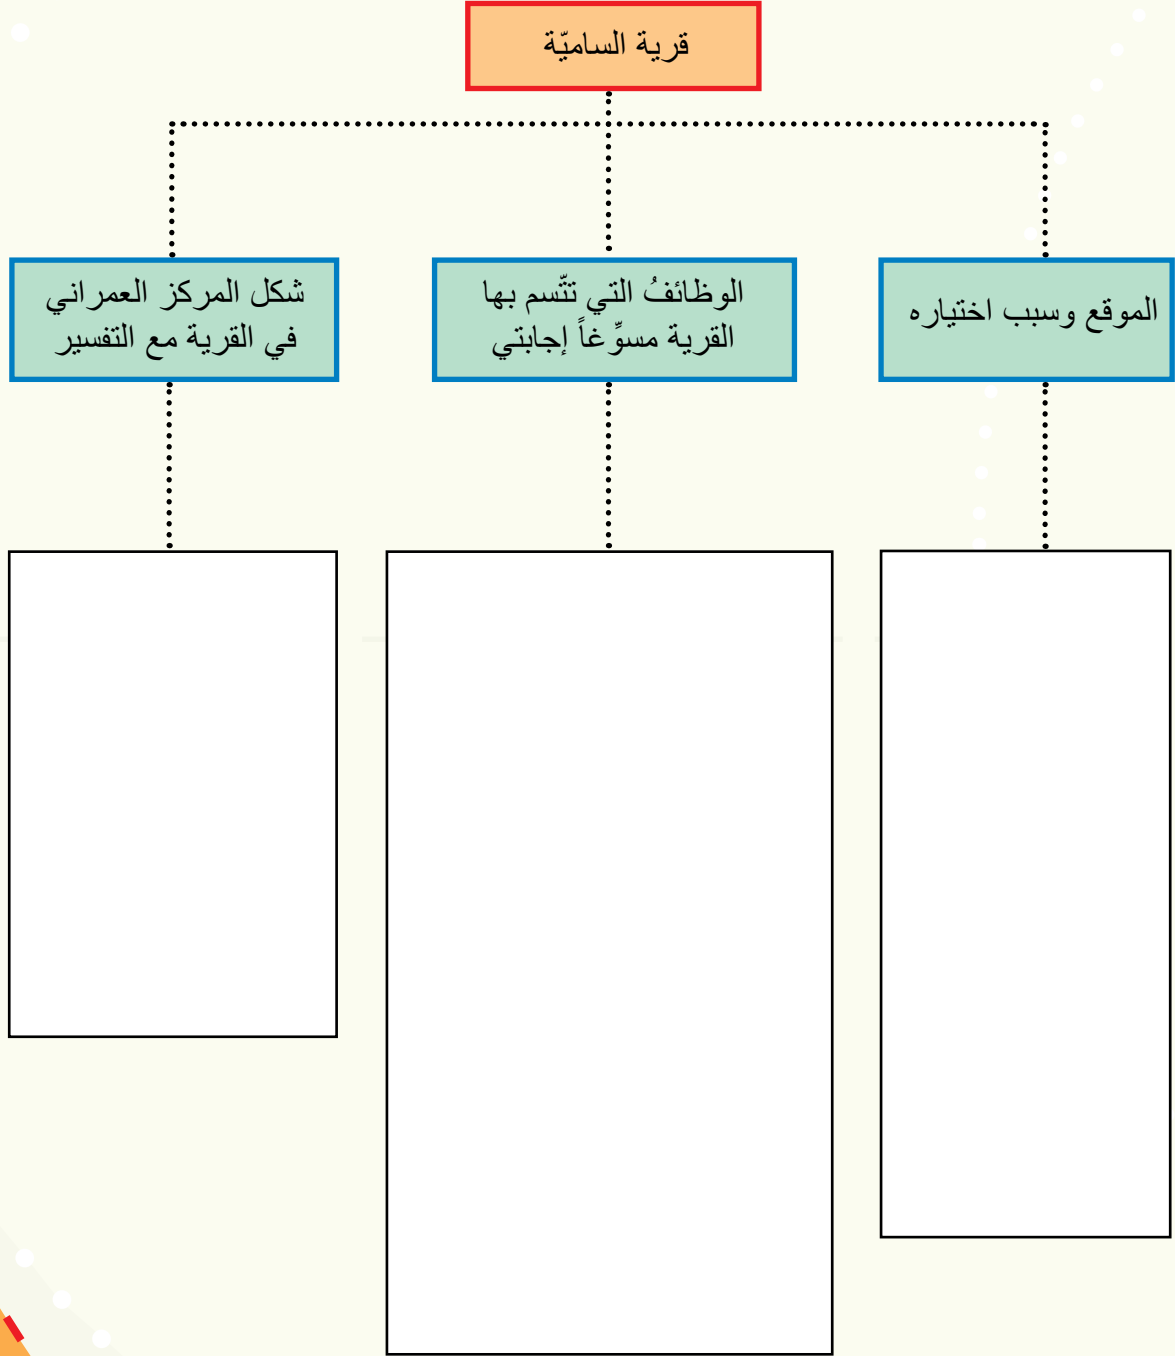 قرية الساميّة
الموقع وسبب اختياره
الوظائفُ التي تتّسم بها
القرية مسوِّغاً إجابتي
شكل المركز العمراني
في القرية مع التفسير